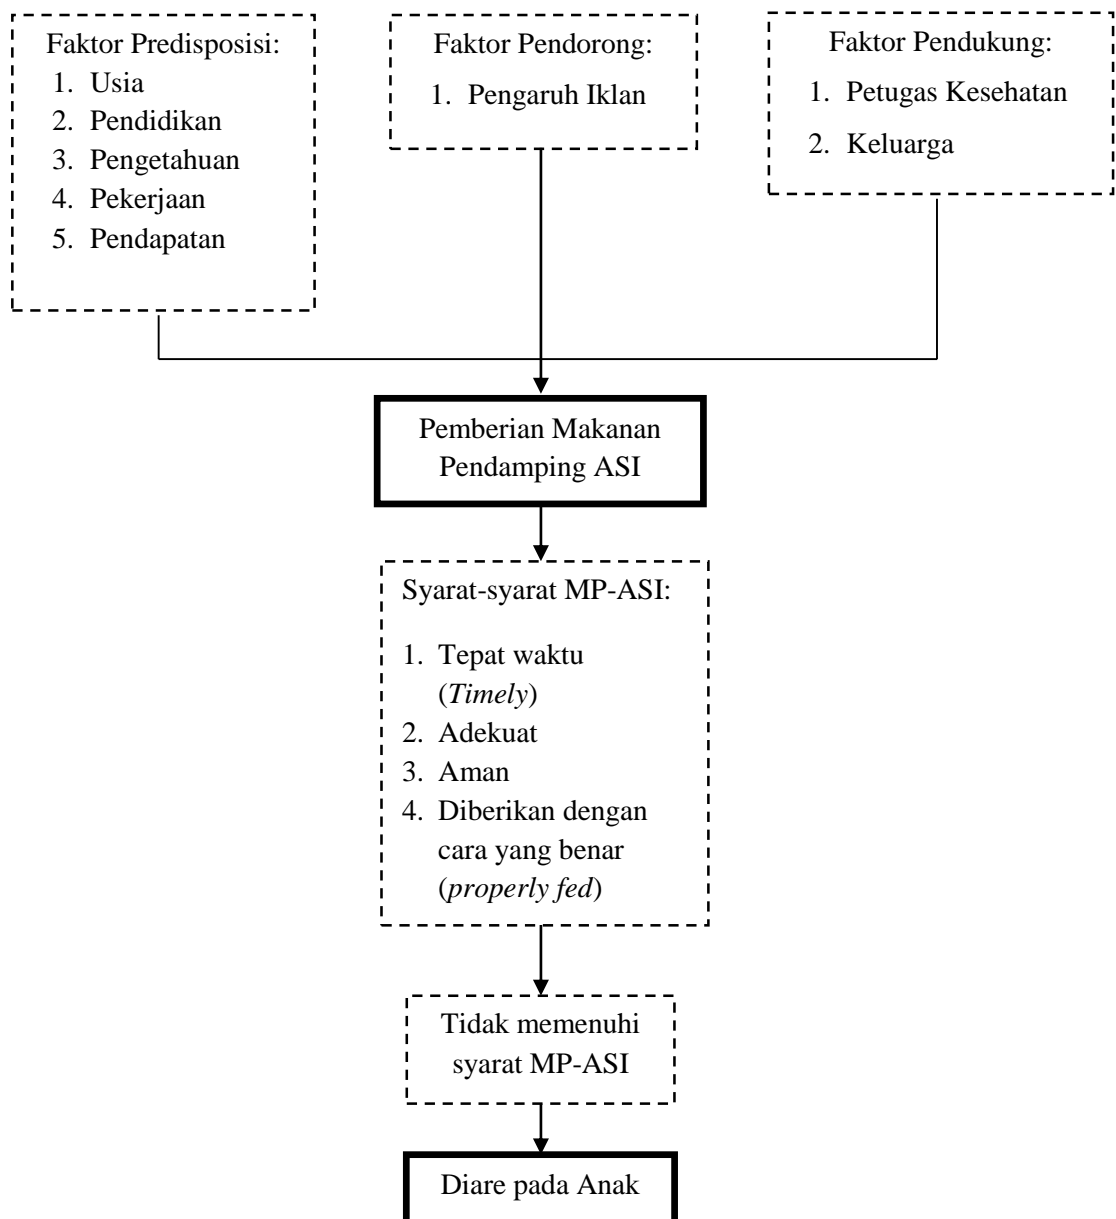 Faktor Predisposisi:
1. Usia
2. Pendidikan
3. Pengetahuan
4. Pekerjaan
5. Pendapatan
Faktor Pendorong:
1. Pengaruh Iklan
Faktor Pendukung:
1. Petugas Kesehatan
2. Keluarga
Pemberian Makanan
Pendamping ASI
Syarat-syarat MP-ASI:
1. Tepat waktu
(Timely)
2. Adekuat
3. Aman
4. Diberikan dengan
cara yang benar
(properly fed)
Tidak memenuhi
syarat MP-ASI
Diare pada Anak